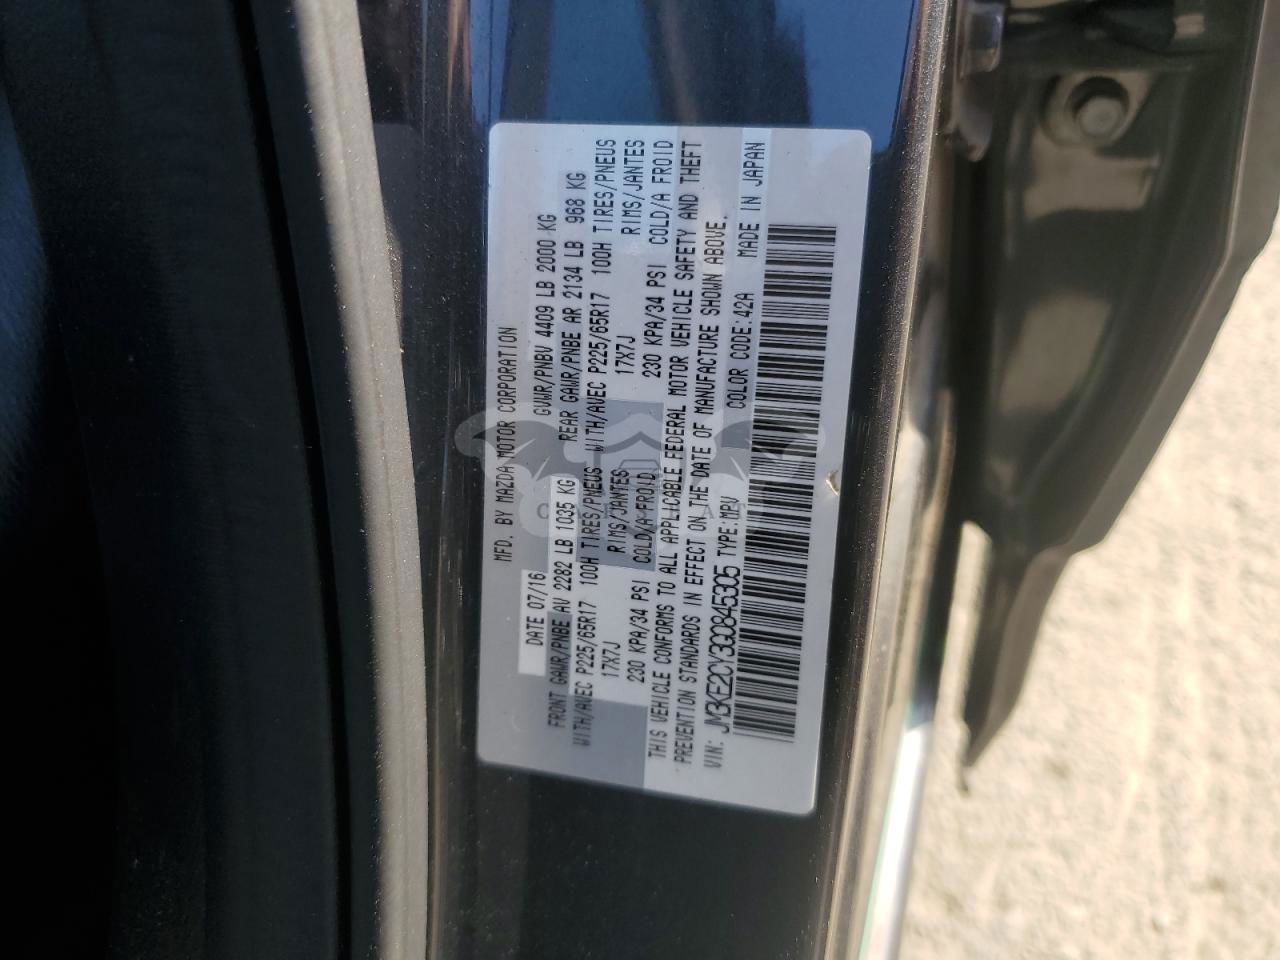 MFD. BY MAZDA MOTOR CORPORATION
DATE 07/16 GVWR/PNBV 4409 LB 2000 KG
FRONT GAWR/PNBE AV 2282 LB 1035 KG REAR GAWR/PNBE AR 2134 LB 968 KG
WITH/AVEC P225/65R17 100H TIRES/PNEUS WITH/AVEC P225/65R17 100H TIRES/PNEUS
17X7J RIMS/JANTES 17X7J RIMS/JANTES
230 KPA/34 PSI COLD/A FROID 230 KPA/34 PSI COLD/A FROID
THIS VEHICLE CONFORMS TO ALL APPLICABLE FEDERAL MOTOR VEHICLE SAFETY AND THEFT
PREVENTION STANDARDS IN EFFECT ON THE DATE OF MANUFACTURE SHOWN ABOVE.
VIN: JM3KE2CY3G0845305 TYPE:MPV COLOR CODE:42A MADE IN JAPAN